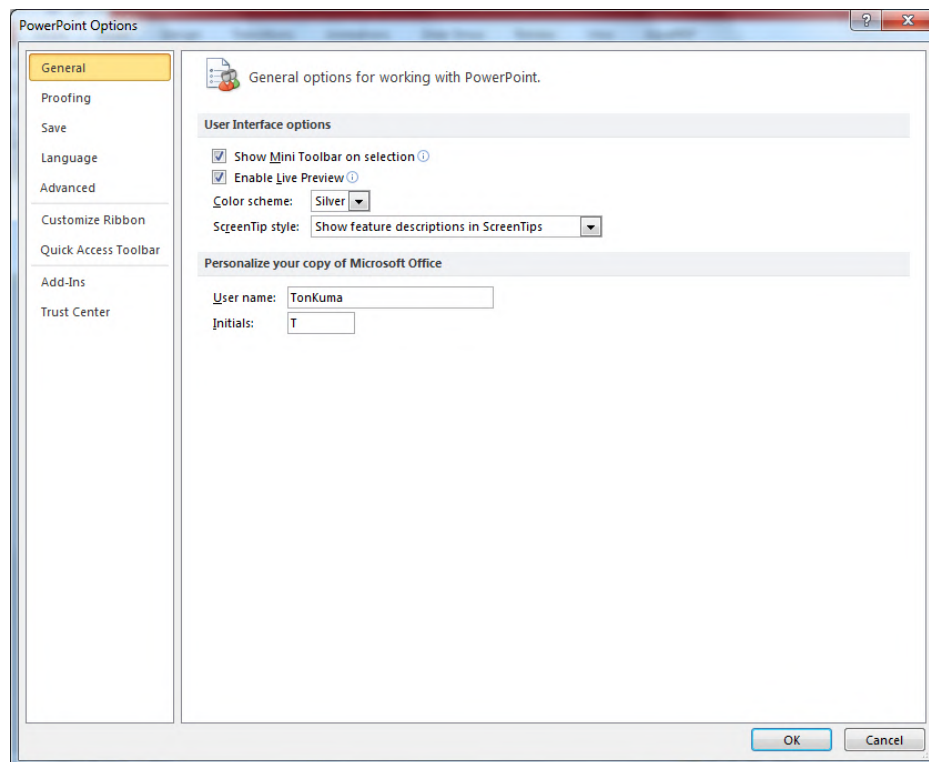 PowerPoint Options
General
Proofing
Save
Language
Advanced
Customize Ribbon
Quick Access Toolbar
Add-Ins
Trust Center
General options for working with PowerPoint.
User Interface options
Show Mini Toolbar on selection
Enable Live Preview
Color scheme: Silver
ScreenTip style: Show feature descriptions in ScreenTips
Personalize your copy of Microsoft Office
User name: TonKuma
Initials: T
OK Cancel